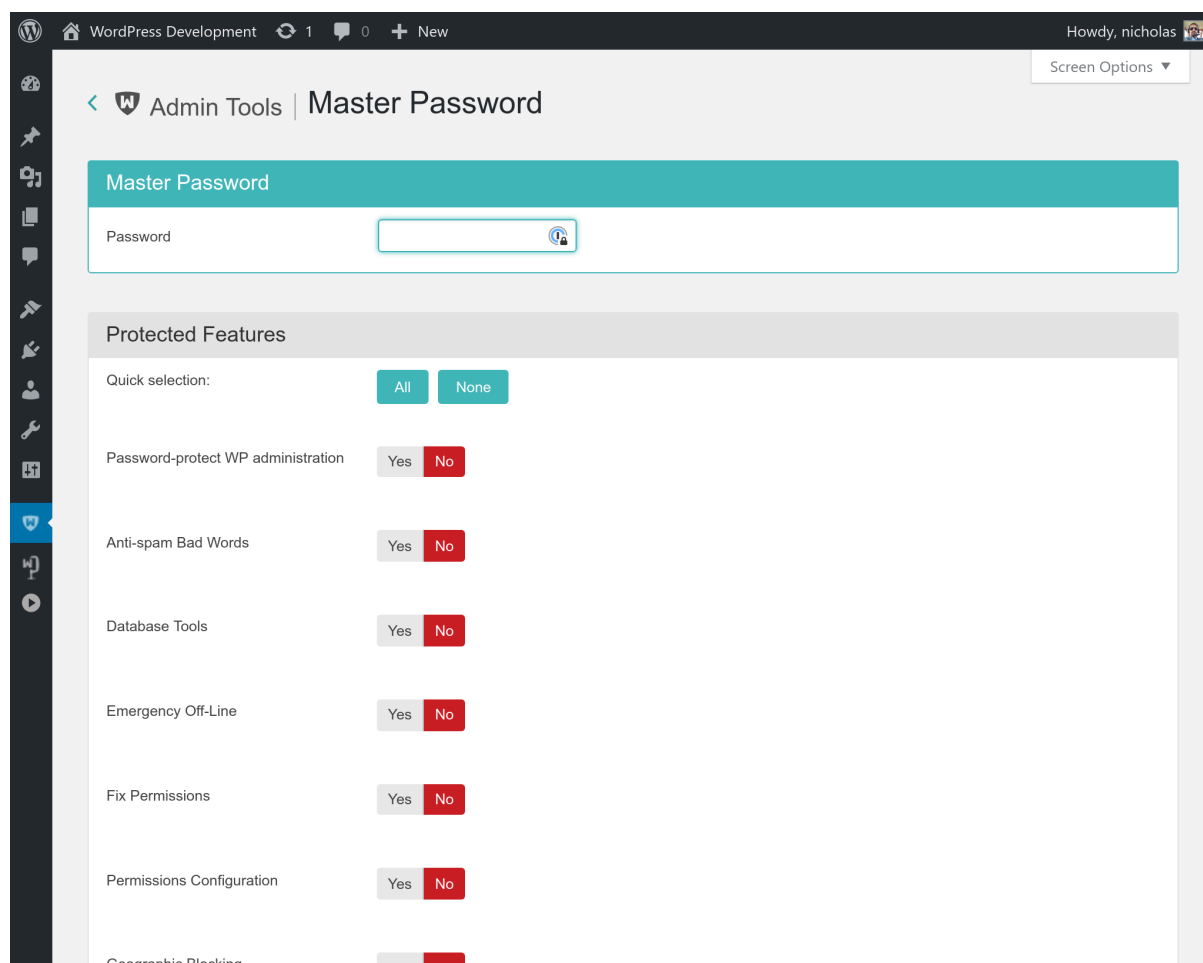 WordPress Development 1 0 New Howdy, nicholas
Screen Options ▼
Admin Tools | Master Password
Master Password
Password
Protected Features
Quick selection: All None
Password-protect WP administration Yes No
Anti-spam Bad Words Yes No
Database Tools Yes No
Emergency Off-Line Yes No
Fix Permissions Yes No
Permissions Configuration Yes No
Geographic Blocking